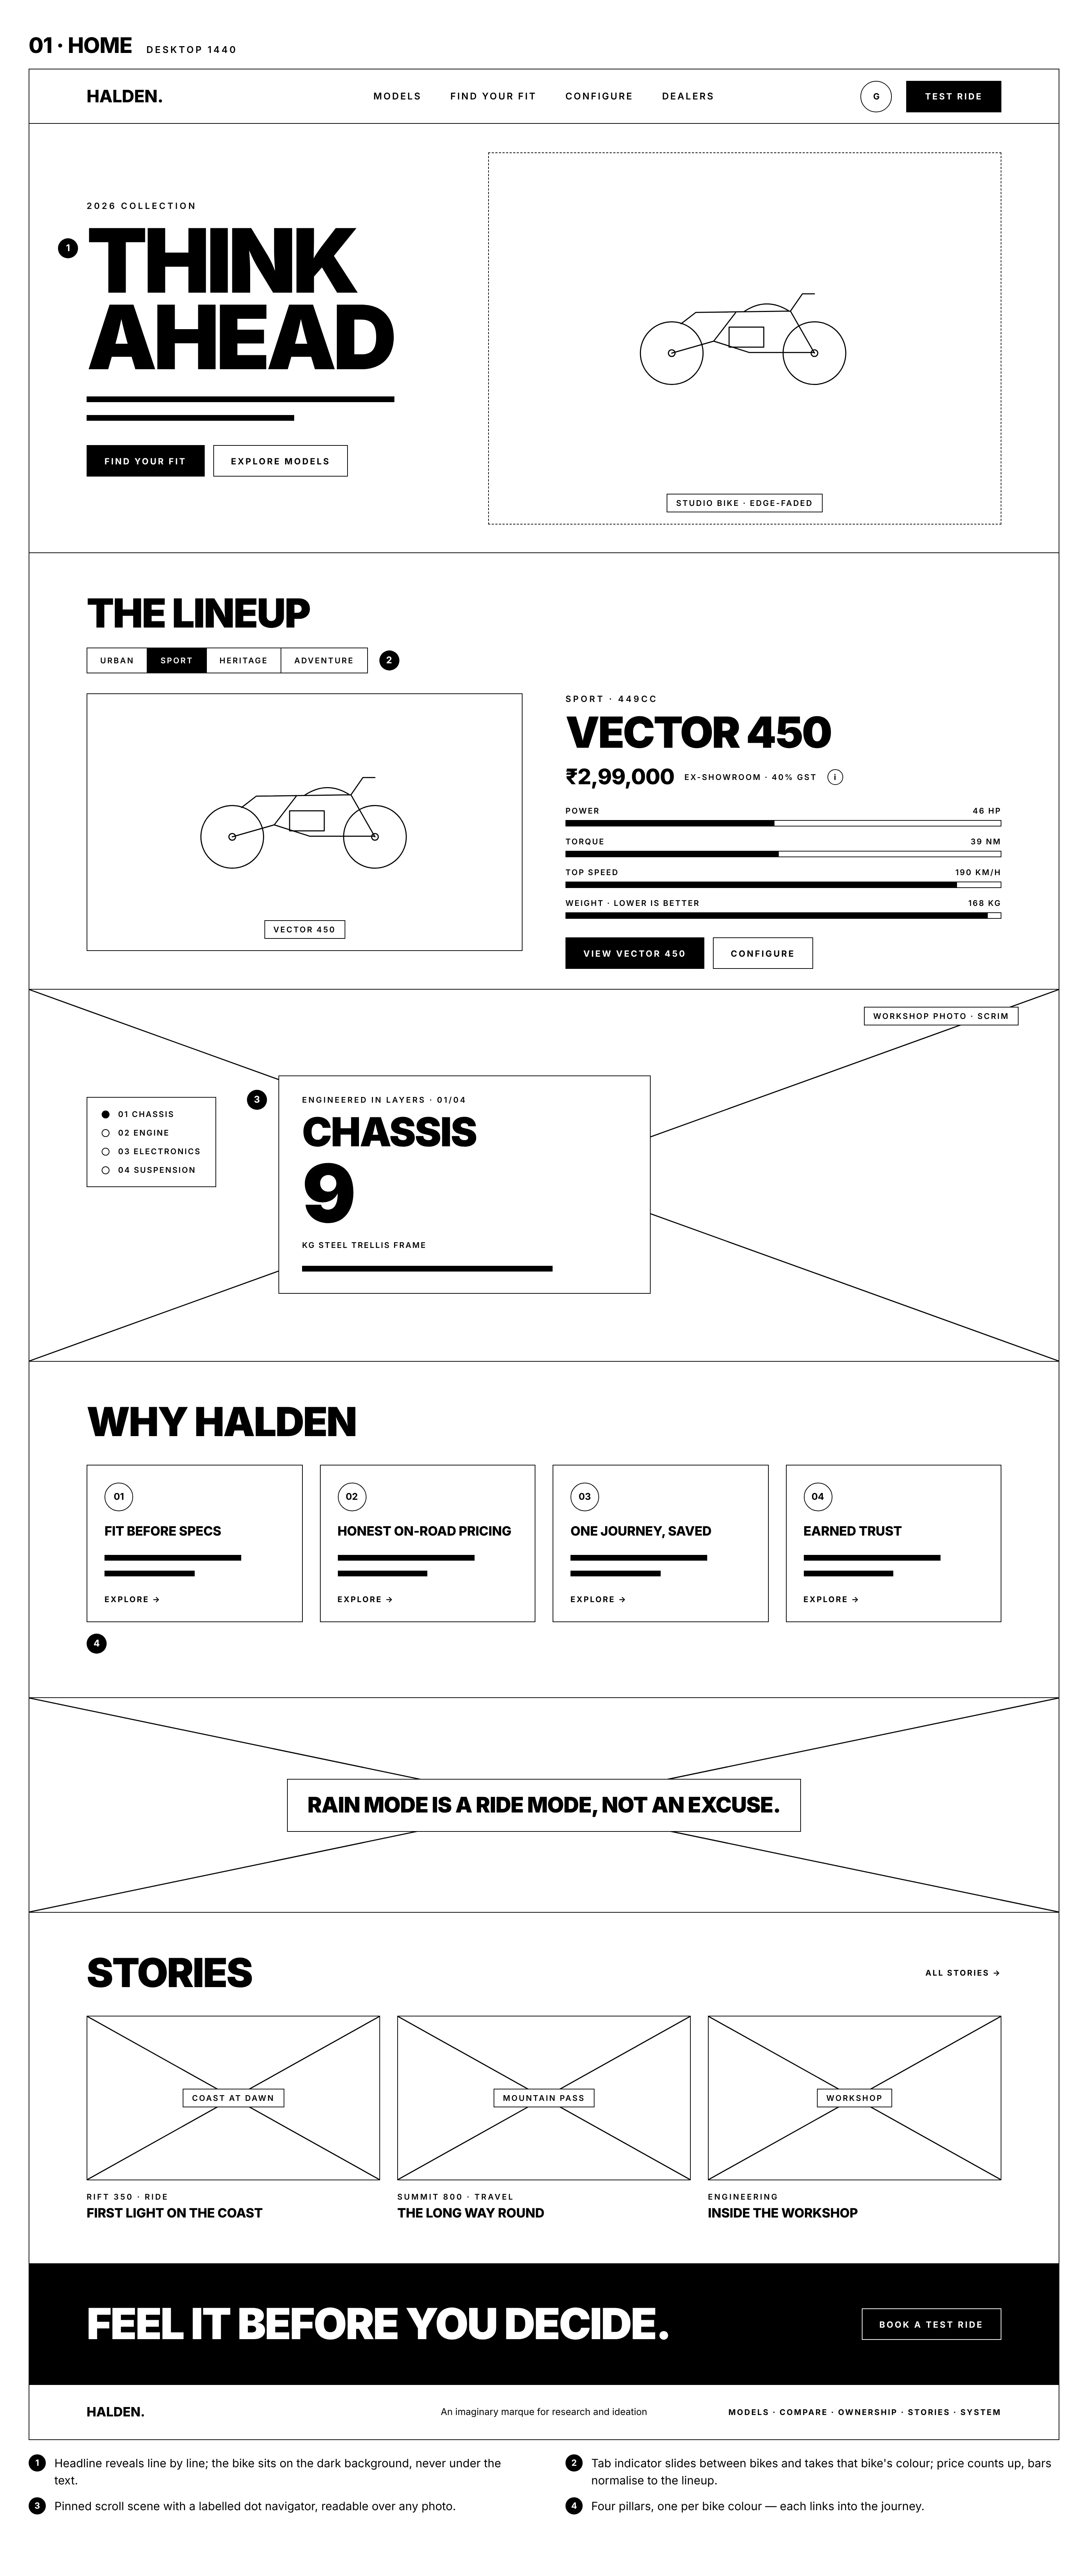 01 · HOME DESKTOP 1440
HALDEN. MODELS FIND YOUR FIT CONFIGURE DEALERS G TEST RIDE
2026 COLLECTION
1
THINK
AHEAD
FIND YOUR FIT EXPLORE MODELS
STUDIO BIKE · EDGE-FADED
THE LINEUP
URBAN SPORT HERITAGE ADVENTURE 2
VECTOR 450
SPORT · 449CC
VECTOR 450
₹2,99,000 EX-SHOWROOM · 40% GST i
POWER 46 HP
TORQUE 39 NM
TOP SPEED 190 KM/H
WEIGHT · LOWER IS BETTER 168 KG
VIEW VECTOR 450 CONFIGURE
WORKSHOP PHOTO · SCRIM
01 CHASSIS
02 ENGINE
03 ELECTRONICS
04 SUSPENSION
3
ENGINEERED IN LAYERS · 01/04
CHASSIS
9
KG STEEL TRELLIS FRAME
WHY HALDEN
01
FIT BEFORE SPECS
EXPLORE →
02
HONEST ON-ROAD PRICING
EXPLORE →
03
ONE JOURNEY, SAVED
EXPLORE →
04
EARNED TRUST
EXPLORE →
4
RAIN MODE IS A RIDE MODE, NOT AN EXCUSE.
STORIES ALL STORIES →
COAST AT DAWN
RIFT 350 · RIDE
FIRST LIGHT ON THE COAST
MOUNTAIN PASS
SUMMIT 800 · TRAVEL
THE LONG WAY ROUND
WORKSHOP
ENGINEERING
INSIDE THE WORKSHOP
FEEL IT BEFORE YOU DECIDE. BOOK A TEST RIDE
HALDEN. An imaginary marque for research and ideation MODELS · COMPARE · OWNERSHIP · STORIES · SYSTEM
1 Headline reveals line by line; the bike sits on the dark background, never under the
text.
2 Tab indicator slides between bikes and takes that bike's colour; price counts up, bars
normalise to the lineup.
3 Pinned scroll scene with a labelled dot navigator, readable over any photo.
4 Four pillars, one per bike colour — each links into the journey.